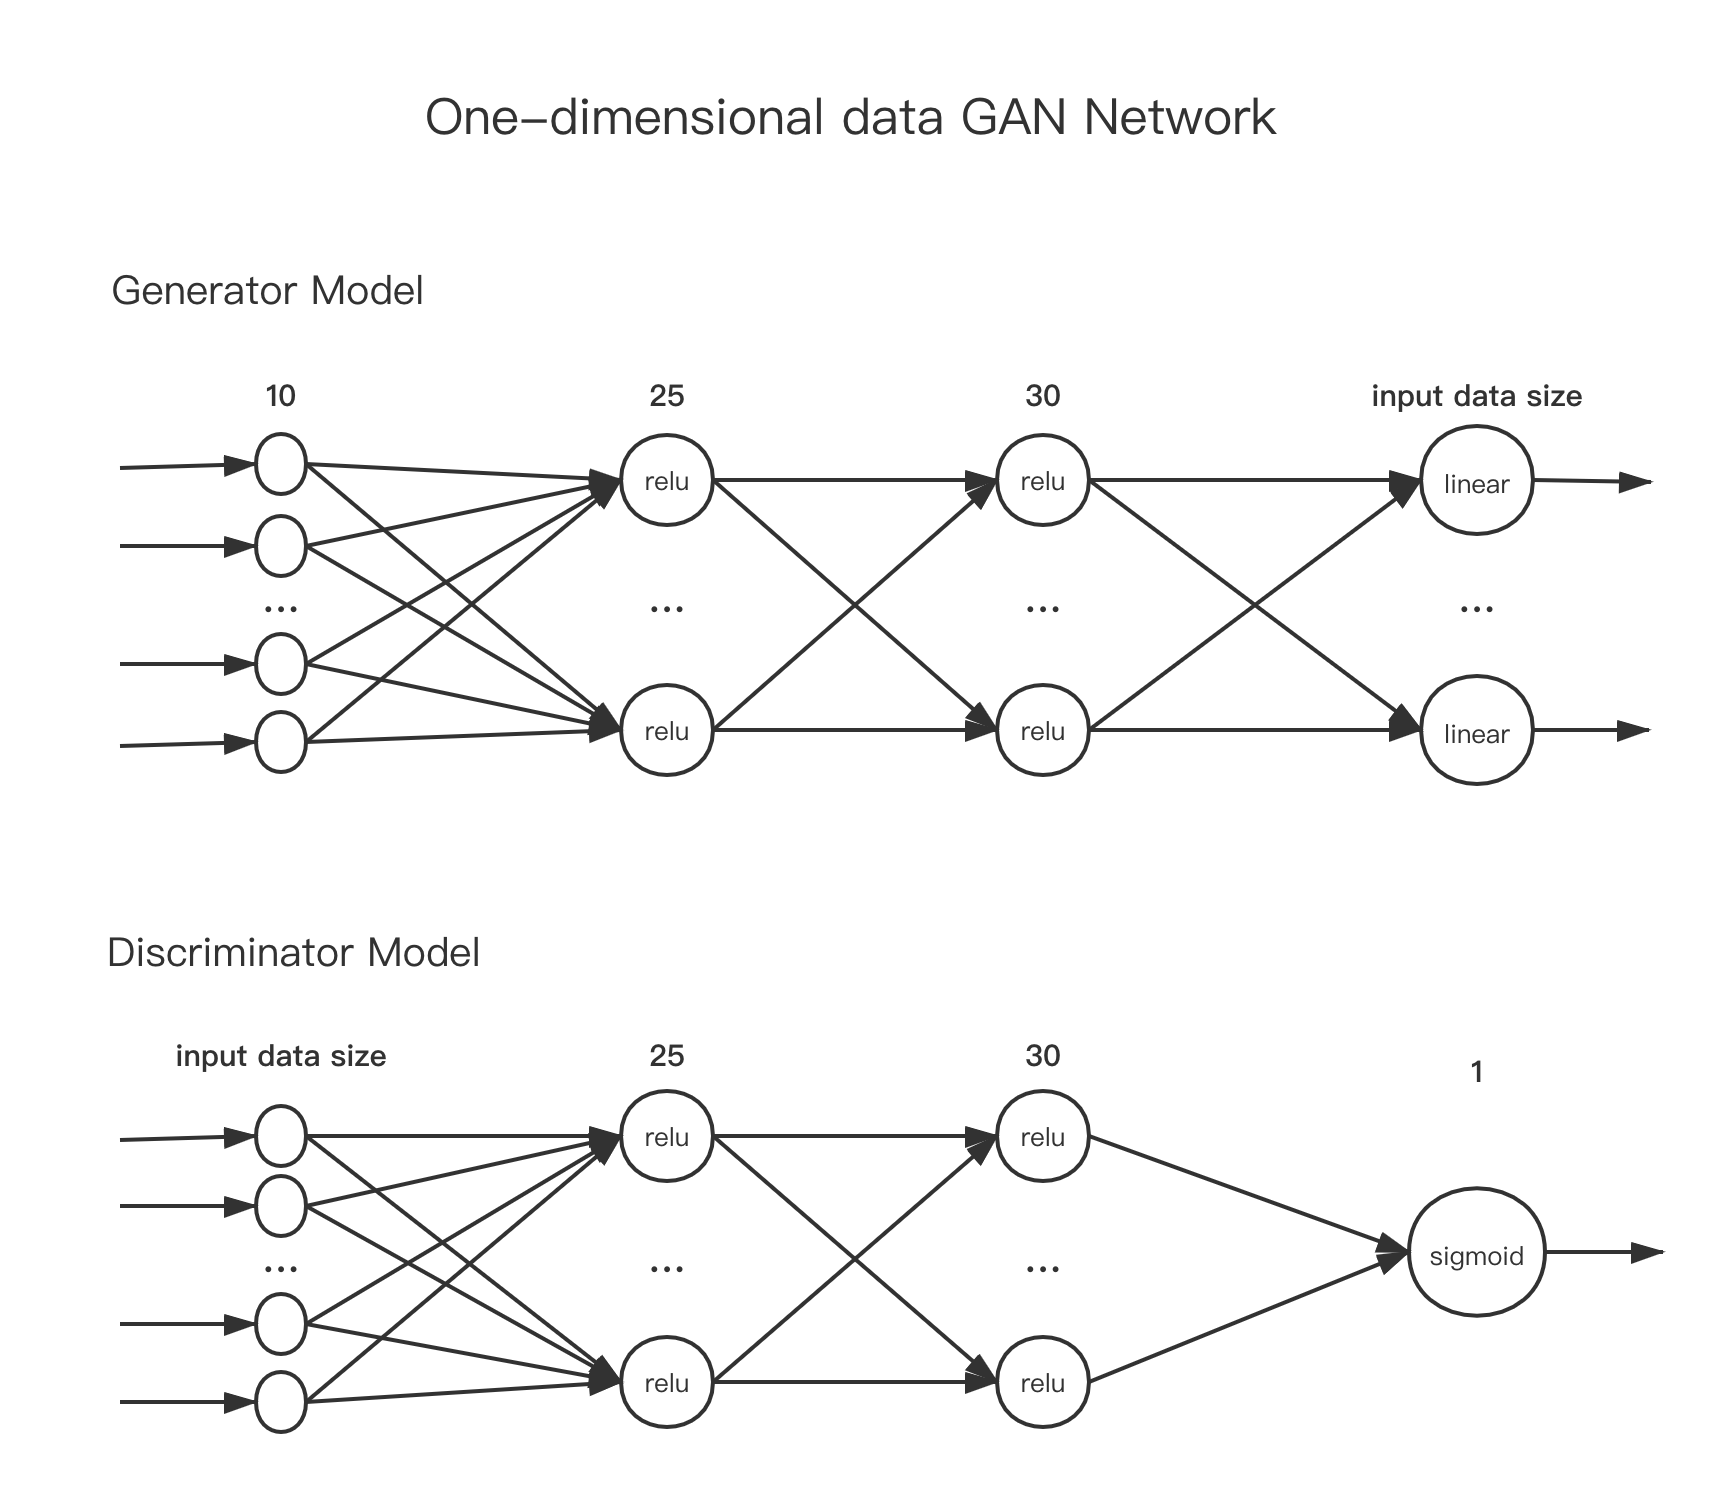 One–dimensional data GAN Network
Generator Model
10 25 30 input data size
relu relu linear
... ... ... ...
relu relu linear
Discriminator Model
input data size 25 30 1
relu relu
sigmoid
... ... ...
relu relu